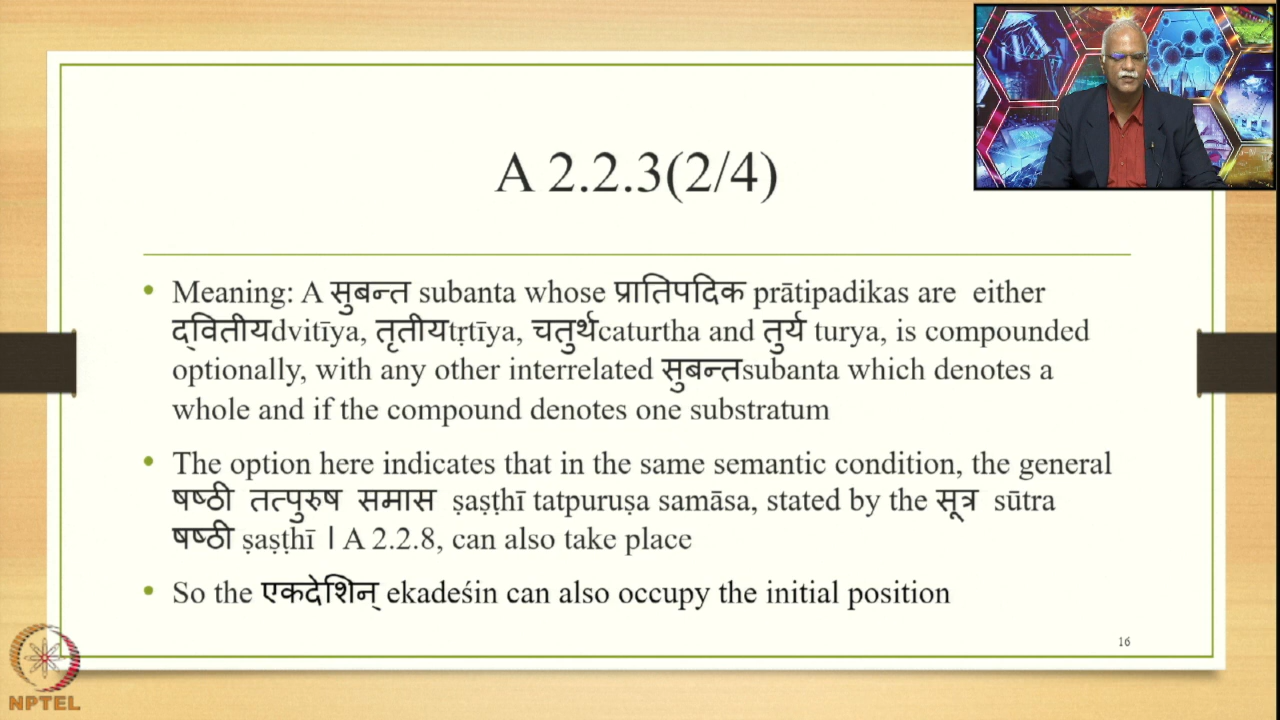 A 2.2.3(2/4)
• Meaning: A सुबन्त subanta whose प्रातिपदिक prātipadikas are either
द्वितीयdvitīya, तृतीयtṛtīya, चतुर्थcaturtha and तुर्य turya, is compounded
optionally, with any other interrelated सुबन्तsubanta which denotes a
whole and if the compound denotes one substratum
• The option here indicates that in the same semantic condition, the general
षष्ठी तत्पुरुष समास ṣaṣṭhī tatpuruṣa samāsa, stated by the सूत्र sūtra
षष्ठी ṣaṣṭhī । A 2.2.8, can also take place
• So the एकदेशिन् ekadeśin can also occupy the initial position
16
NPTEL